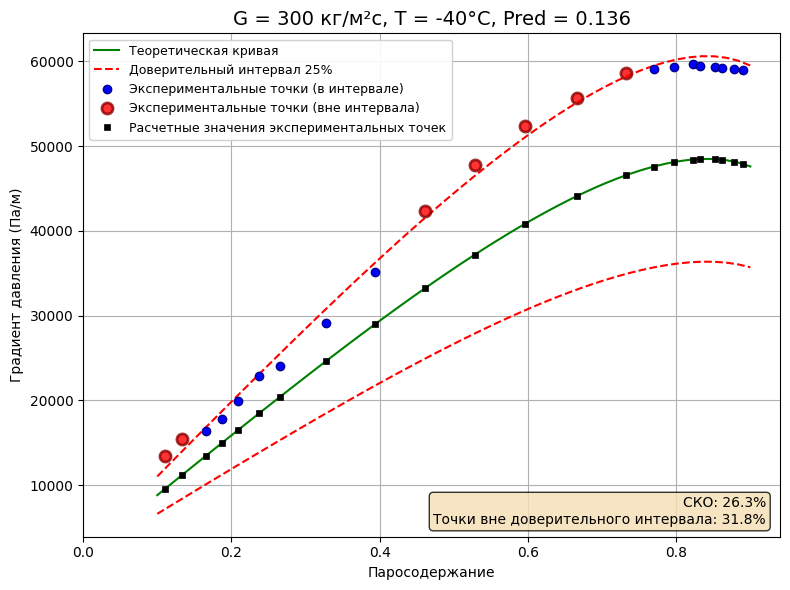 G = 300 кг/м²с, T = -40°C, Pred = 0.136
Теоретическая кривая
Доверительный интервал 25%
Экспериментальные точки (в интервале)
Экспериментальные точки (вне интервала)
Расчетные значения экспериментальных точек
Градиент давления (Па/м)
60000
50000
40000
30000
20000
10000
СКО: 26.3%
Точки вне доверительного интервала: 31.8%
0.0
0.2
0.4
0.6
0.8
Паросодержание